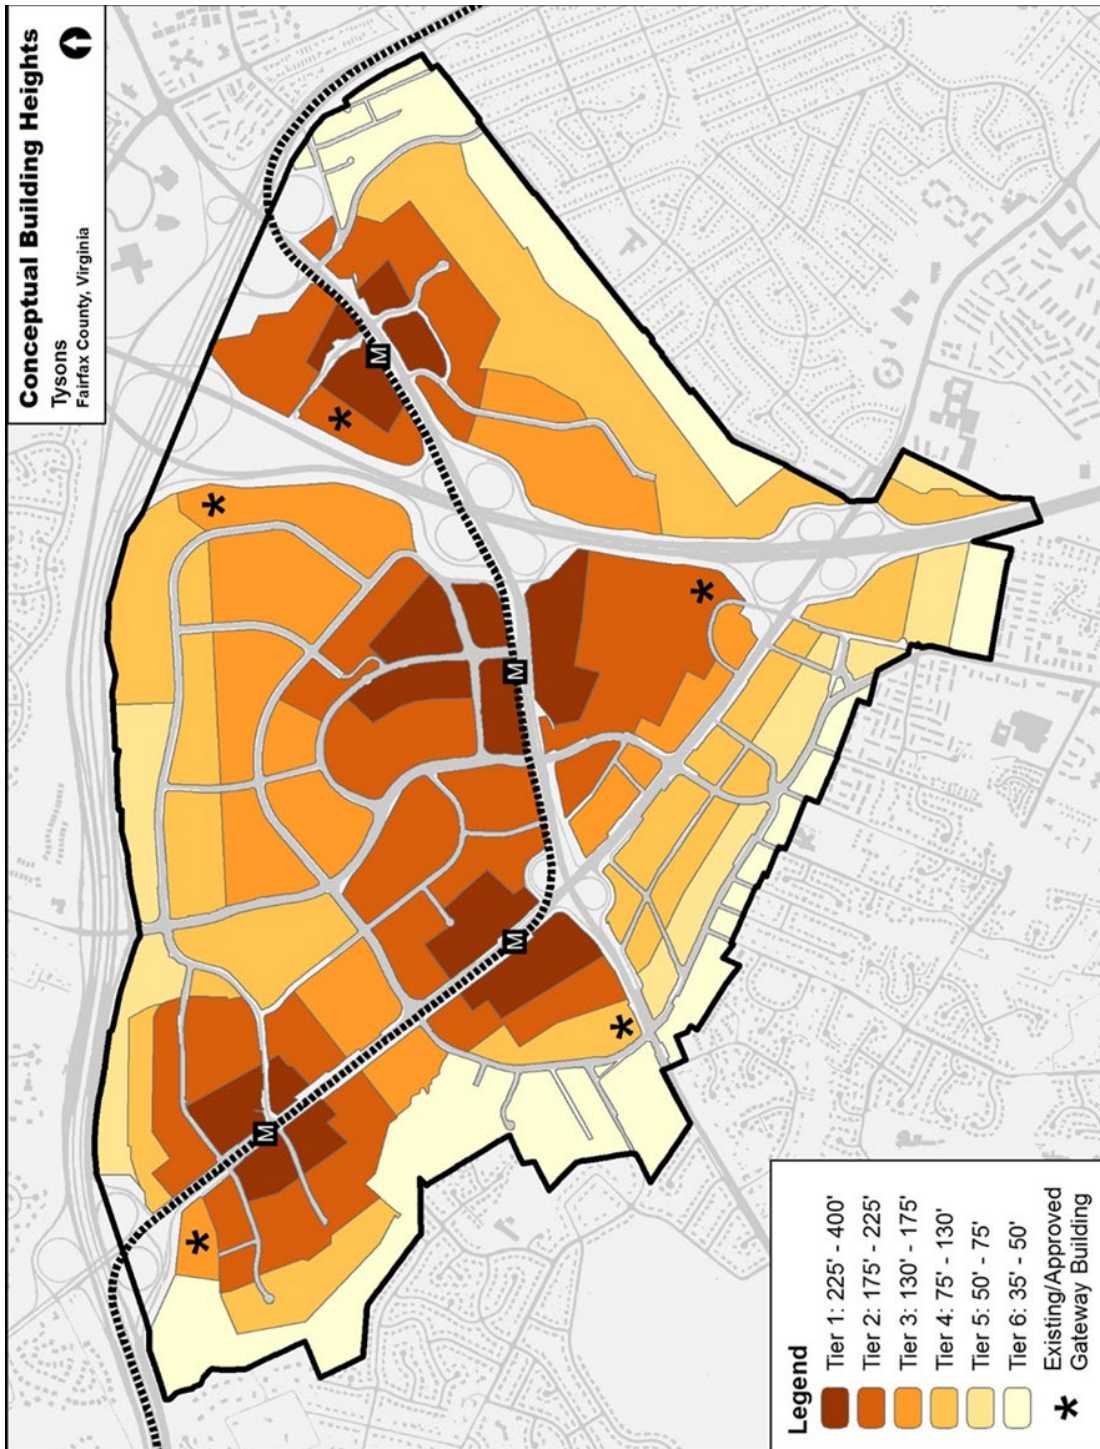 Conceptual Building Heights
Tysons
Fairfax County, Virginia
M
M
M
M
Legend
Tier 1: 225' - 400'
Tier 2: 175' - 225'
Tier 3: 130' - 175'
Tier 4: 75' - 130'
Tier 5: 50' - 75'
Tier 6: 35' - 50'
Existing/Approved
Gateway Building